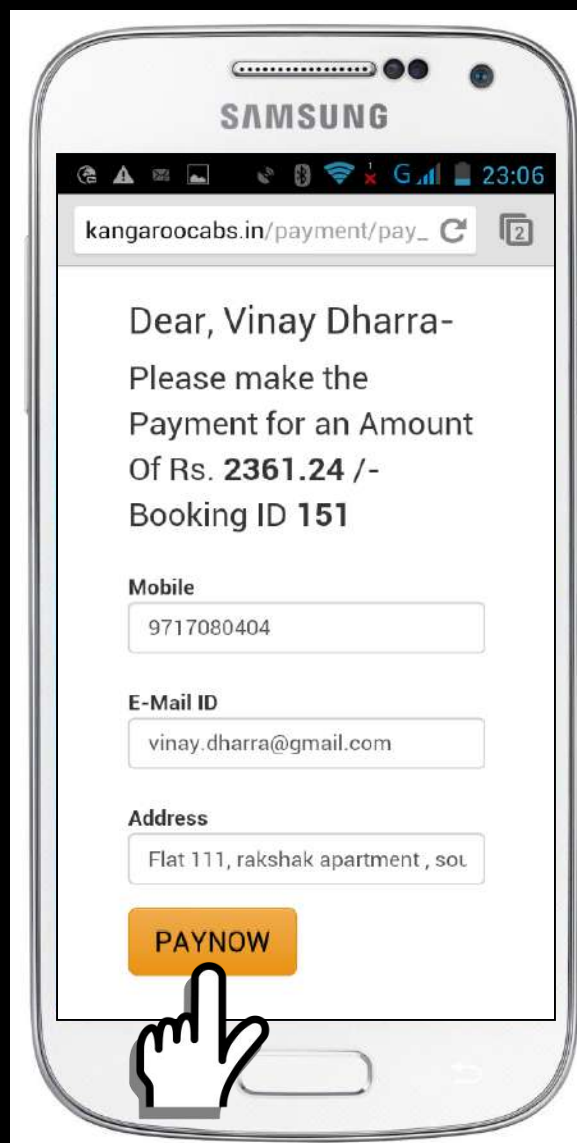 SAMSUNG
1
G
23:06
kangaroocabs.in/payment/pay_
2
Dear, Vinay Dharra-
Please make the
Payment for an Amount
Of Rs. 2361.24 /-
Booking ID 151
Mobile
9717080404
E-Mail ID
vinay.dharra@gmail.com
Address
Flat 111, rakshak apartment , sou
PAYNOW